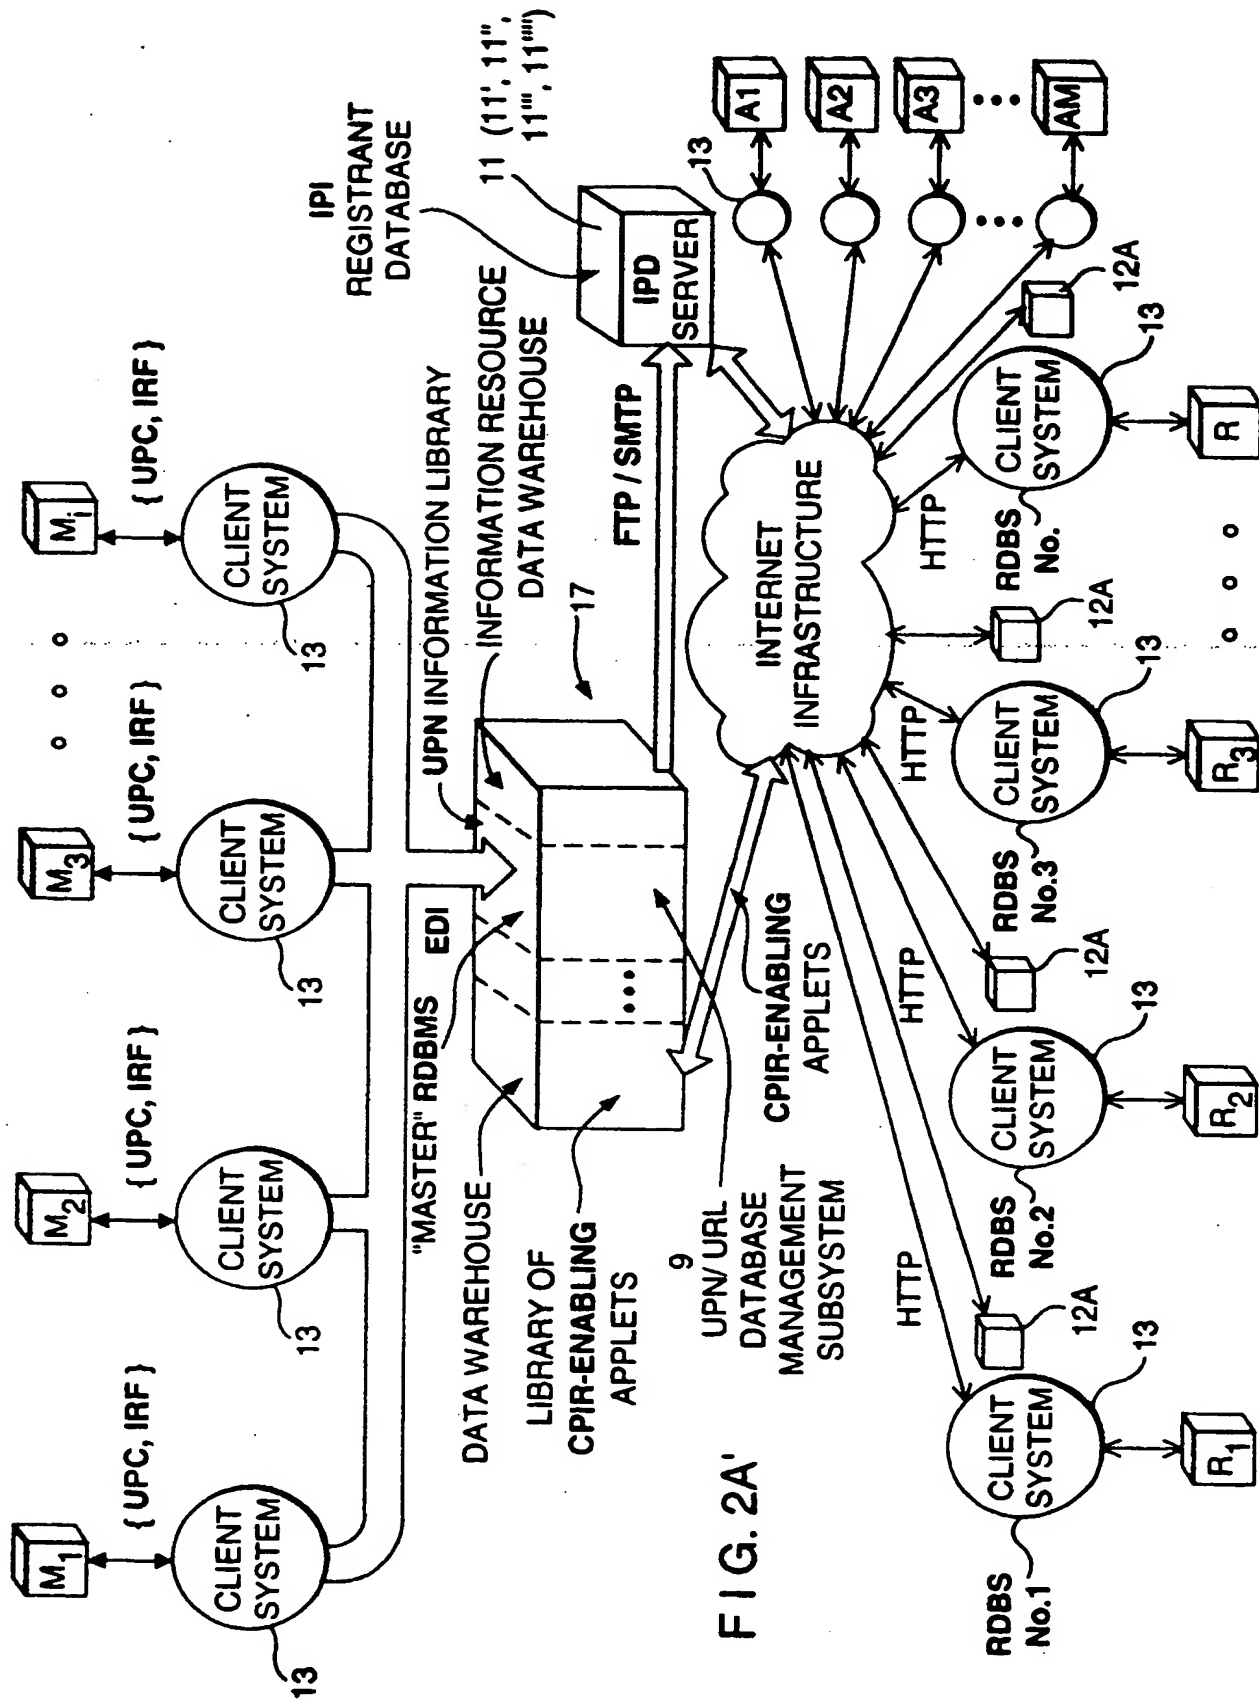 M1
M2
M3
Mi
{ UPC, IRF }
{ UPC, IRF }
{ UPC, IRF }
{ UPC, IRF }
CLIENT
SYSTEM
13
CLIENT
SYSTEM
13
CLIENT
SYSTEM
13
CLIENT
SYSTEM
13
EDI
"MASTER" RDBMS
DATA WAREHOUSE
LIBRARY OF
CPIR-ENABLING
APPLETS
UPN INFORMATION LIBRARY
INFORMATION RESOURCE
DATA WAREHOUSE
17
FTP / SMTP
IPI
REGISTRANT
DATABASE
11 (11', 11",
11''', 11'''')
IPD
SERVER
9
UPN/ URL
DATABASE
MANAGEMENT
SUBSYSTEM
CPIR-ENABLING
APPLETS
INTERNET
INFRASTRUCTURE
13
A1
A2
A3
AM
HTTP
HTTP
HTTP
HTTP
12A
12A
12A
12A
CLIENT
SYSTEM
13
RDBS
No.1
R1
CLIENT
SYSTEM
13
RDBS
No.2
R2
CLIENT
SYSTEM
13
RDBS
No.3
R3
CLIENT
SYSTEM
13
RDBS
No.
R
FIG. 2A'